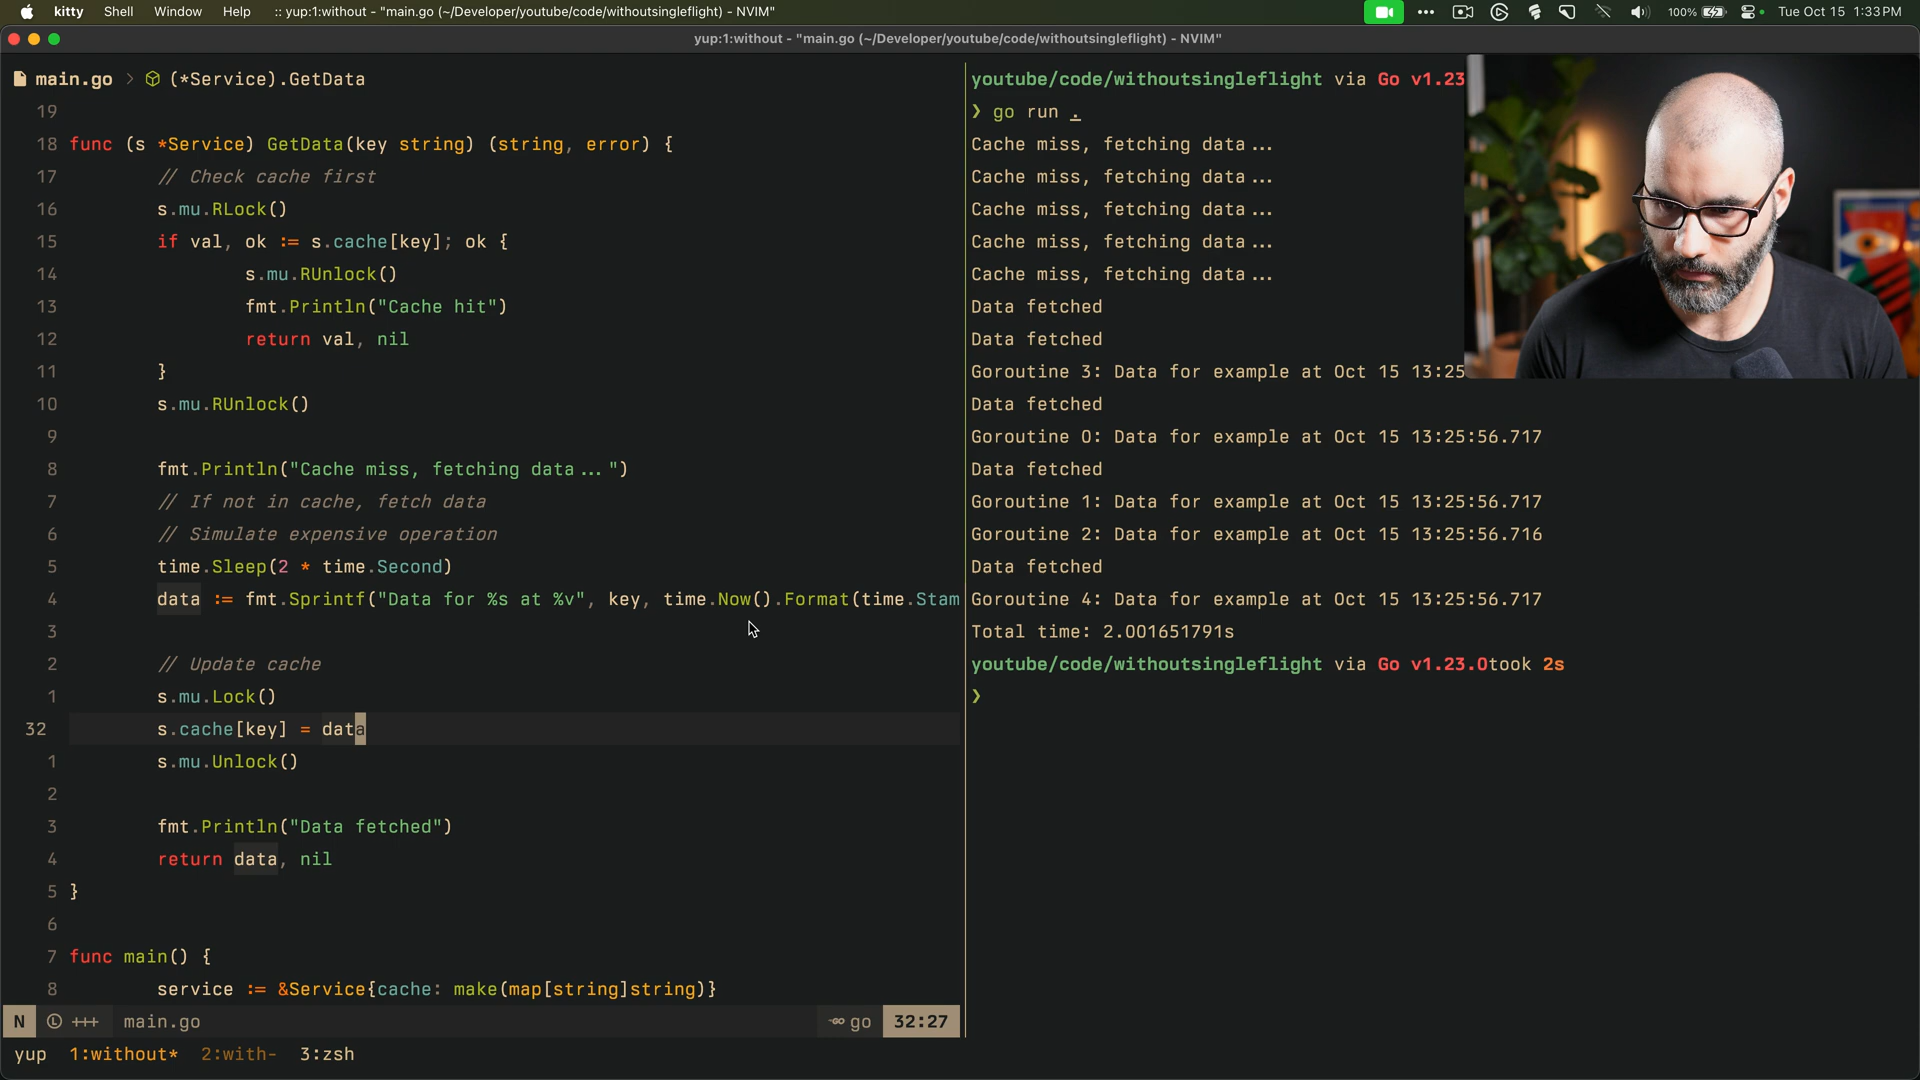 kitty Shell Window Help :: yup:1:without - "main.go (~/Developer/youtube/code/withoutsingleflight) - NVIM" 100% Tue Oct 15 1:33 PM
yup:1:without - "main.go (~/Developer/youtube/code/withoutsingleflight) - NVIM"
main.go > (*Service).GetData
19
18 func (s *Service) GetData(key string) (string, error) {
17 // Check cache first
16 s.mu.RLock()
15 if val, ok := s.cache[key]; ok {
14 s.mu.RUnlock()
13 fmt.Println("Cache hit")
12 return val, nil
11 }
10 s.mu.RUnlock()
9
8 fmt.Println("Cache miss, fetching data...")
7 // If not in cache, fetch data
6 // Simulate expensive operation
5 time.Sleep(2 * time.Second)
4 data := fmt.Sprintf("Data for %s at %v", key, time.Now().Format(time.Stam
3
2 // Update cache
1 s.mu.Lock()
32 s.cache[key] = data
1 s.mu.Unlock()
2
3 fmt.Println("Data fetched")
4 return data, nil
5 }
6
7 func main() {
8 service := &Service{cache: make(map[string]string)}
N L +++ main.go go 32:27
yup 1:without* 2:with- 3:zsh
youtube/code/withoutsingleflight via Go v1.23
❯ go run .
Cache miss, fetching data...
Cache miss, fetching data...
Cache miss, fetching data...
Cache miss, fetching data...
Cache miss, fetching data...
Data fetched
Data fetched
Goroutine 3: Data for example at Oct 15 13:25
Data fetched
Goroutine 0: Data for example at Oct 15 13:25:56.717
Data fetched
Goroutine 1: Data for example at Oct 15 13:25:56.717
Goroutine 2: Data for example at Oct 15 13:25:56.716
Data fetched
Goroutine 4: Data for example at Oct 15 13:25:56.717
Total time: 2.001651791s
youtube/code/withoutsingleflight via Go v1.23.0took 2s
❯